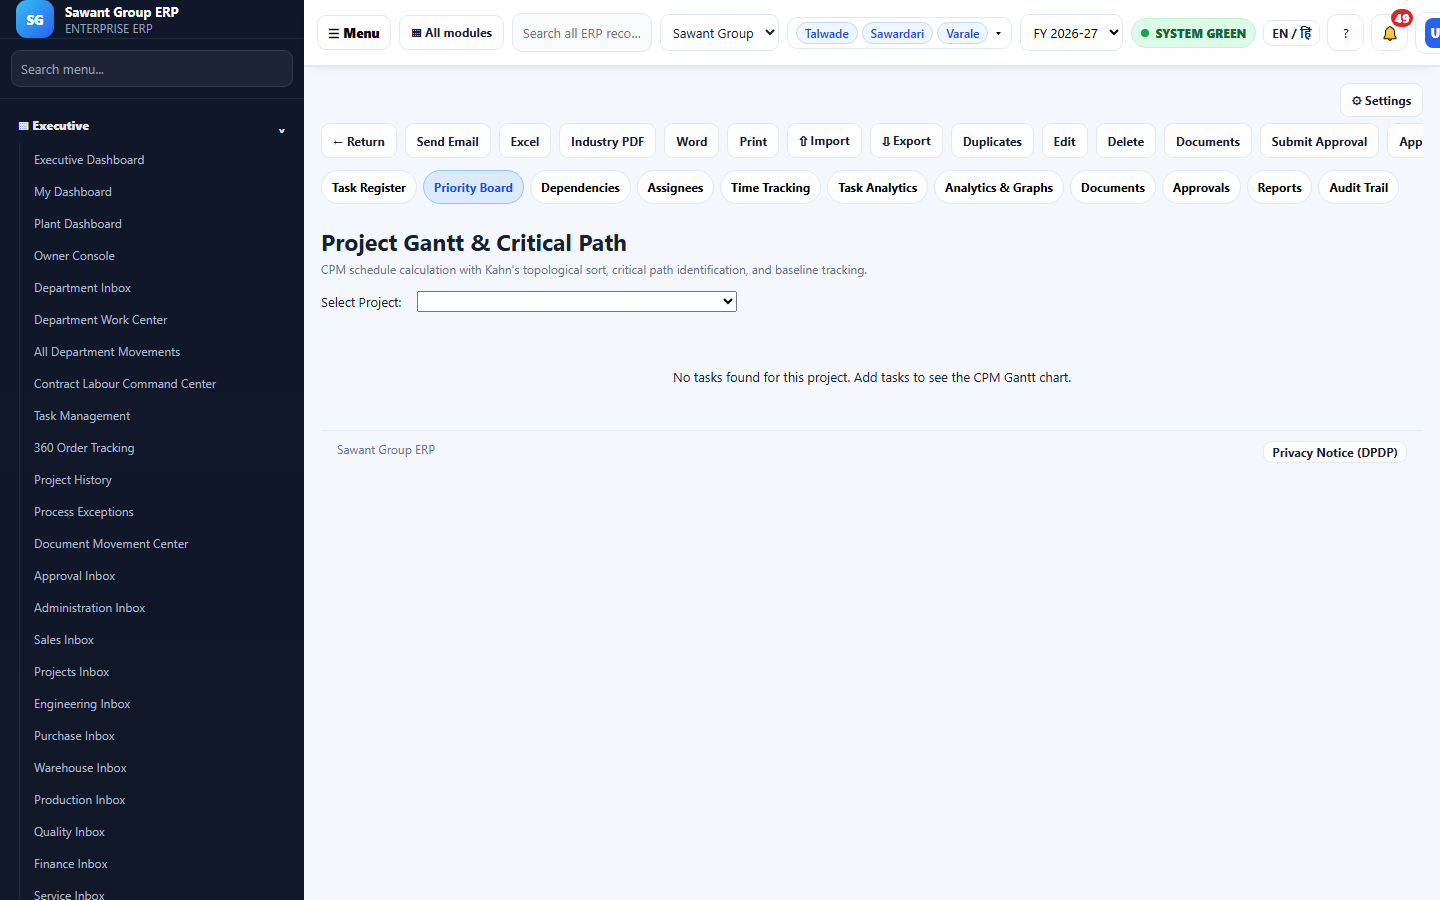 SG
Sawant Group ERP
ENTERPRISE ERP
Search menu...
Executive
Executive Dashboard
My Dashboard
Plant Dashboard
Owner Console
Department Inbox
Department Work Center
All Department Movements
Contract Labour Command Center
Task Management
360 Order Tracking
Project History
Process Exceptions
Document Movement Center
Approval Inbox
Administration Inbox
Sales Inbox
Projects Inbox
Engineering Inbox
Purchase Inbox
Warehouse Inbox
Production Inbox
Quality Inbox
Finance Inbox
Service Inbox
☰ Menu All modules Search all ERP reco... Sawant Group Talwade Sawardari Varale FY 2026-27 SYSTEM GREEN EN / हिं ? 49 U
⚙ Settings
← Return Send Email Excel Industry PDF Word Print ⇧ Import ⇩ Export Duplicates Edit Delete Documents Submit Approval App
Task Register Priority Board Dependencies Assignees Time Tracking Task Analytics Analytics & Graphs Documents Approvals Reports Audit Trail
Project Gantt & Critical Path
CPM schedule calculation with Kahn's topological sort, critical path identification, and baseline tracking.
Select Project:
No tasks found for this project. Add tasks to see the CPM Gantt chart.
Sawant Group ERP Privacy Notice (DPDP)